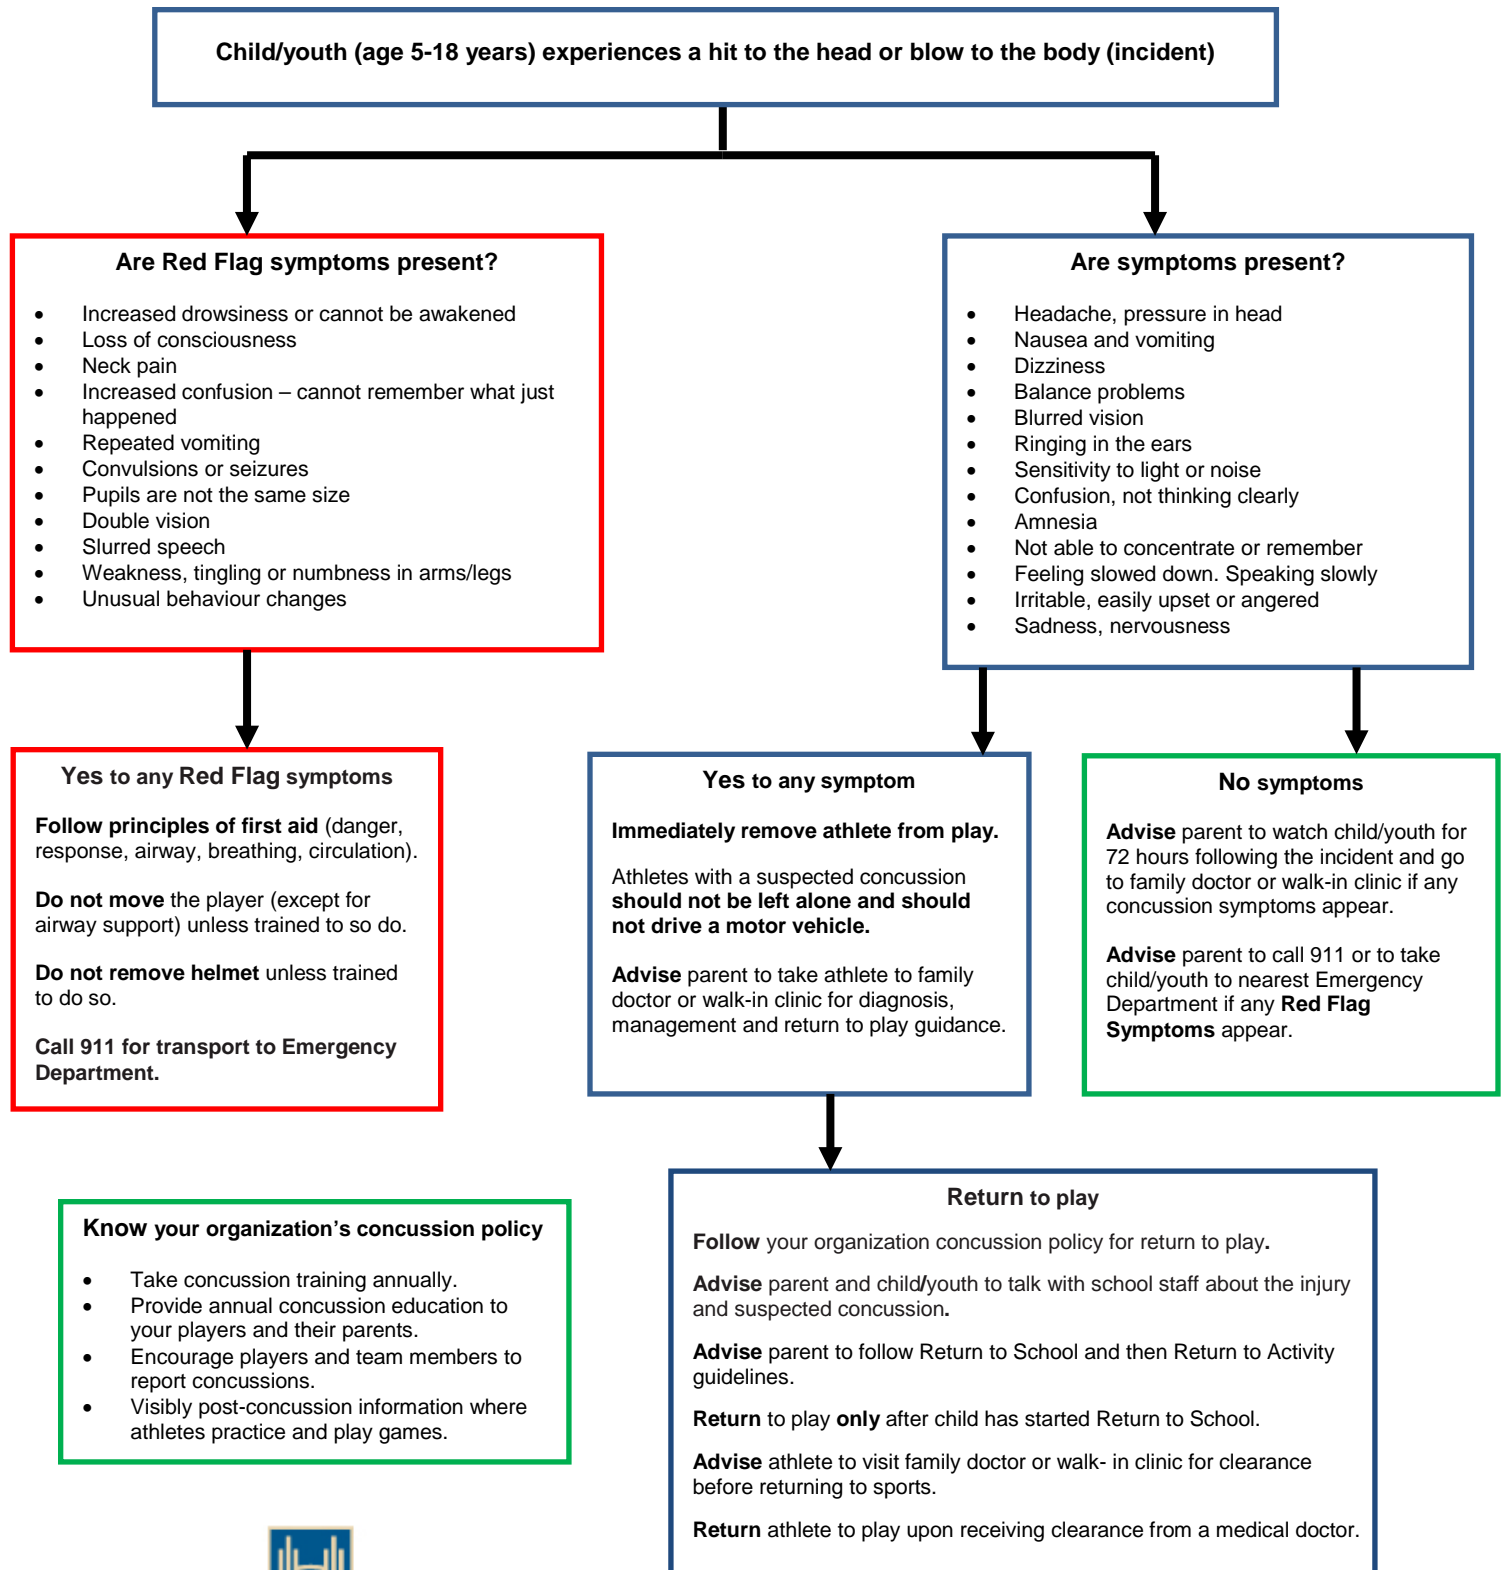 Child/youth (age 5-18 years) experiences a hit to the head or blow to the body (incident)
Are Red Flag symptoms present?
• Increased drowsiness or cannot be awakened
• Loss of consciousness
• Neck pain
• Increased confusion – cannot remember what just
happened
• Repeated vomiting
• Convulsions or seizures
• Pupils are not the same size
• Double vision
• Slurred speech
• Weakness, tingling or numbness in arms/legs
• Unusual behaviour changes
Are symptoms present?
• Headache, pressure in head
• Nausea and vomiting
• Dizziness
• Balance problems
• Blurred vision
• Ringing in the ears
• Sensitivity to light or noise
• Confusion, not thinking clearly
• Amnesia
• Not able to concentrate or remember
• Feeling slowed down. Speaking slowly
• Irritable, easily upset or angered
• Sadness, nervousness
Yes to any Red Flag symptoms
Follow principles of first aid (danger,
response, airway, breathing, circulation).
Do not move the player (except for
airway support) unless trained to so do.
Do not remove helmet unless trained
to do so.
Call 911 for transport to Emergency
Department.
Yes to any symptom
Immediately remove athlete from play.
Athletes with a suspected concussion
should not be left alone and should
not drive a motor vehicle.
Advise parent to take athlete to family
doctor or walk-in clinic for diagnosis,
management and return to play guidance.
No symptoms
Advise parent to watch child/youth for
72 hours following the incident and go
to family doctor or walk-in clinic if any
concussion symptoms appear.
Advise parent to call 911 or to take
child/youth to nearest Emergency
Department if any Red Flag
Symptoms appear.
Know your organization’s concussion policy
• Take concussion training annually.
• Provide annual concussion education to
your players and their parents.
• Encourage players and team members to
report concussions.
• Visibly post-concussion information where
athletes practice and play games.
Return to play
Follow your organization concussion policy for return to play.
Advise parent and child/youth to talk with school staff about the injury
and suspected concussion.
Advise parent to follow Return to School and then Return to Activity
guidelines.
Return to play only after child has started Return to School.
Advise athlete to visit family doctor or walk- in clinic for clearance
before returning to sports.
Return athlete to play upon receiving clearance from a medical doctor.